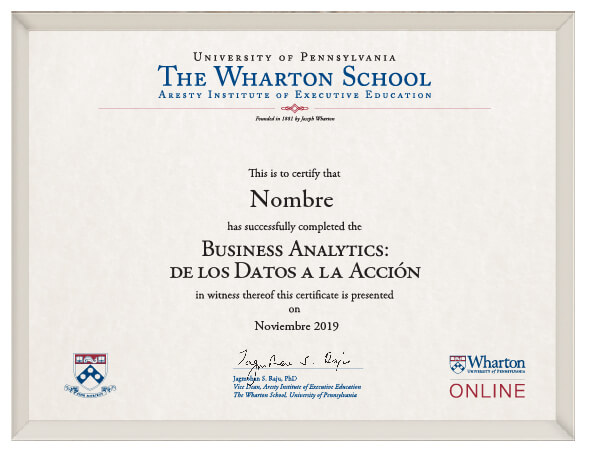 UNIVERSITY OF PENNSYLVANIA
THE WHARTON SCHOOL
ARESTY INSTITUTE OF EXECUTIVE EDUCATION
Founded in 1881 by Joseph Wharton
This is to certify that
Nombre
has successfully completed the
BUSINESS ANALYTICS:
DE LOS DATOS A LA ACCIÓN
in witness thereof this certificate is presented
on
Noviembre 2019
Jagmohan S. Raju
Jagmohan S. Raju, PhD
Vice Dean, Aresty Institute of Executive Education
The Wharton School, University of Pennsylvania
Wharton
UNIVERSITY of PENNSYLVANIA
ONLINE